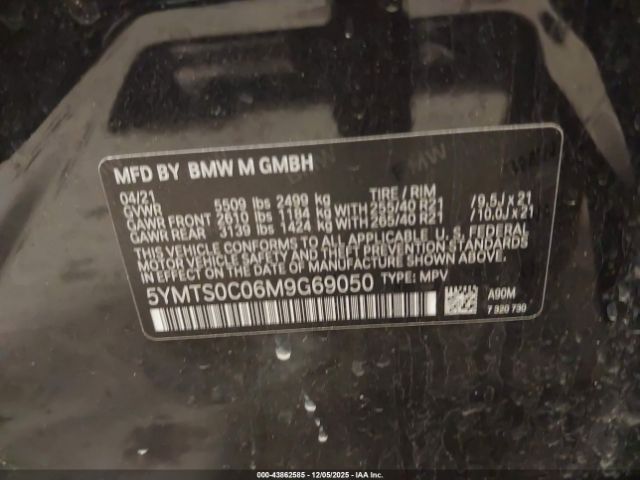 MFD BY BMW M GMBH
04/21 TIRE / RIM
GVWR 5509 lbs 2499 kg
GAWR FRONT 2610 lbs 1184 kg WITH 255/40 R21 /9,5J x 21
GAWR REAR 3139 lbs 1424 kg WITH 265/40 R21 /10.0J x 21
THIS VEHICLE CONFORMS TO ALL APPLICABLE U. S. FEDERAL
MOTOR VEHICLE SAFETY AND THEFT PREVENTION STANDARDS
IN EFFECT ON THE DATE OF MANUFACTURE SHOWN ABOVE.
5YMTS0C06M9G69050 TYPE: MPV
A90M
7 920 790
000-43862585 - 12/05/2025 - IAA Inc.